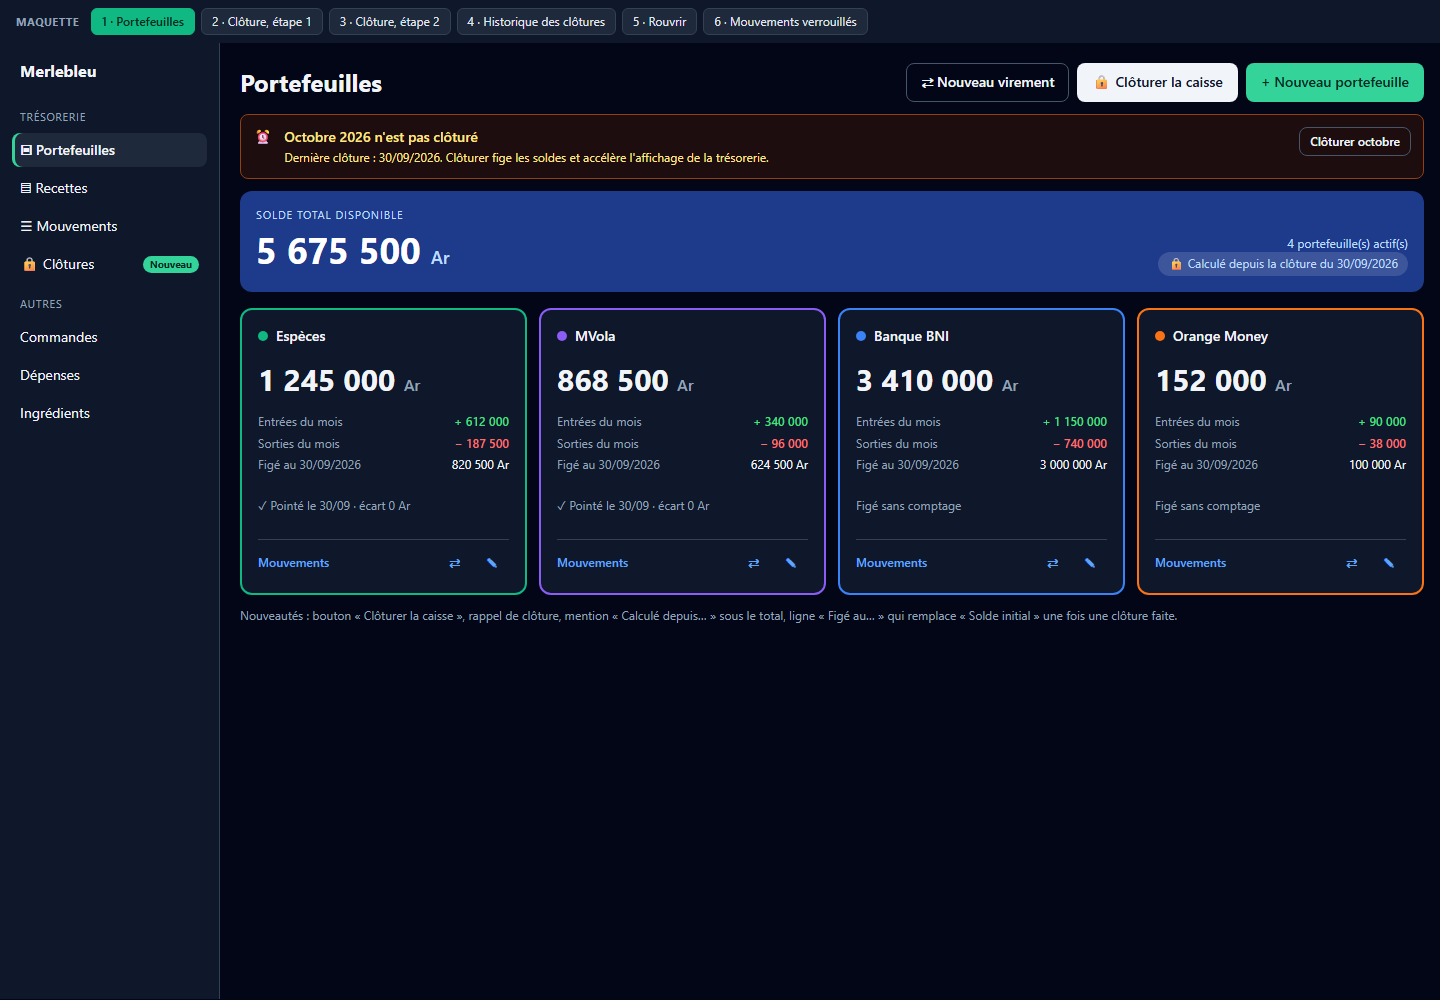 MAQUETTE 1 · Portefeuilles 2 · Clôture, étape 1 3 · Clôture, étape 2 4 · Historique des clôtures 5 · Rouvrir 6 · Mouvements verrouillés
Merlebleu
TRÉSORERIE
Portefeuilles
Recettes
Mouvements
Clôtures Nouveau
AUTRES
Commandes
Dépenses
Ingrédients
Portefeuilles
⇄ Nouveau virement
🔒 Clôturer la caisse
+ Nouveau portefeuille
Octobre 2026 n'est pas clôturé
Dernière clôture : 30/09/2026. Clôturer fige les soldes et accélère l'affichage de la trésorerie.
Clôturer octobre
SOLDE TOTAL DISPONIBLE
5 675 500 Ar
4 portefeuille(s) actif(s)
🔒 Calculé depuis la clôture du 30/09/2026
Espèces
1 245 000 Ar
Entrées du mois + 612 000
Sorties du mois − 187 500
Figé au 30/09/2026 820 500 Ar
✓ Pointé le 30/09 · écart 0 Ar
Mouvements ⇄ ✎
MVola
868 500 Ar
Entrées du mois + 340 000
Sorties du mois − 96 000
Figé au 30/09/2026 624 500 Ar
✓ Pointé le 30/09 · écart 0 Ar
Mouvements ⇄ ✎
Banque BNI
3 410 000 Ar
Entrées du mois + 1 150 000
Sorties du mois − 740 000
Figé au 30/09/2026 3 000 000 Ar
Figé sans comptage
Mouvements ⇄ ✎
Orange Money
152 000 Ar
Entrées du mois + 90 000
Sorties du mois − 38 000
Figé au 30/09/2026 100 000 Ar
Figé sans comptage
Mouvements ⇄ ✎
Nouveautés : bouton « Clôturer la caisse », rappel de clôture, mention « Calculé depuis... » sous le total, ligne « Figé au... » qui remplace « Solde initial » une fois une clôture faite.